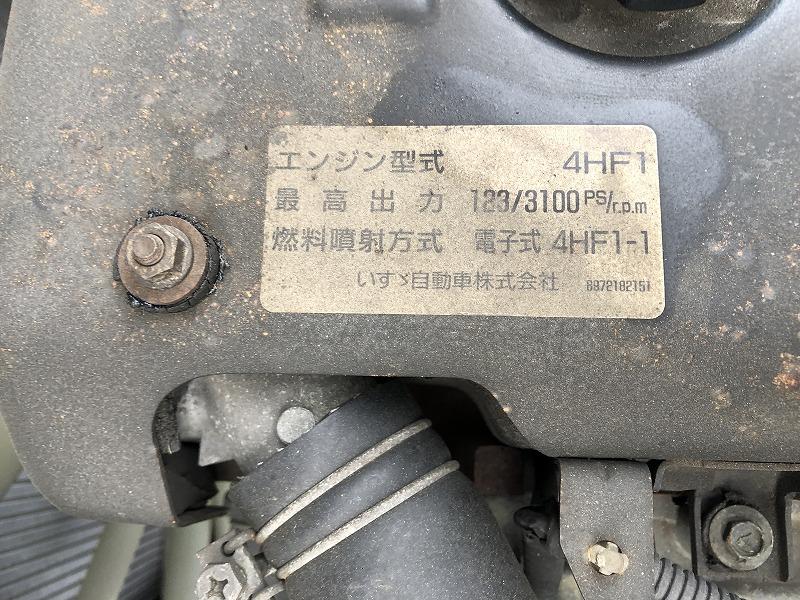 エンジン型式 4HF1
最高出力 123/3100 PS/r.p.m
燃料噴射方式 電子式 4HF1-1
いすゞ自動車株式会社 8972182151